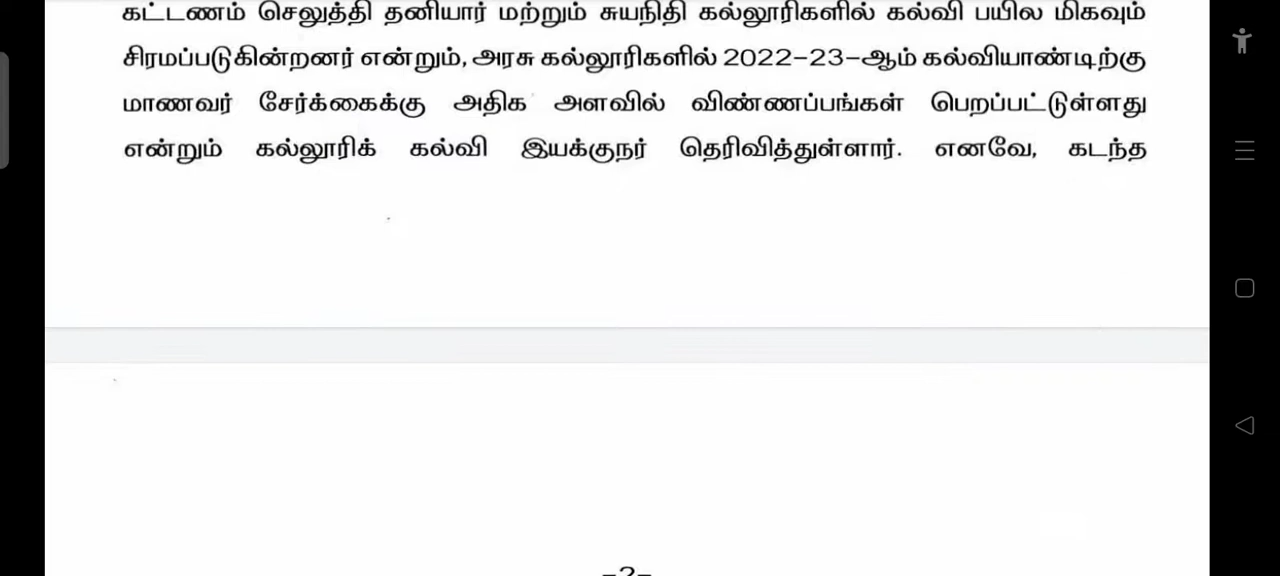 கட்டணம் செலுத்தி தனியார் மற்றும் சுயநிதி கல்லூரிகளில் கல்வி பயில மிகவும்
சிரமப்படுகின்றனர் என்றும், அரசு கல்லூரிகளில் 2022-23-ஆம் கல்வியாண்டிற்கு
மாணவர் சேர்க்கைக்கு அதிக அளவில் விண்ணப்பங்கள் பெறப்பட்டுள்ளது
என்றும் கல்லூரிக் கல்வி இயக்குநர் தெரிவித்துள்ளார். எனவே, கடந்த
-2-